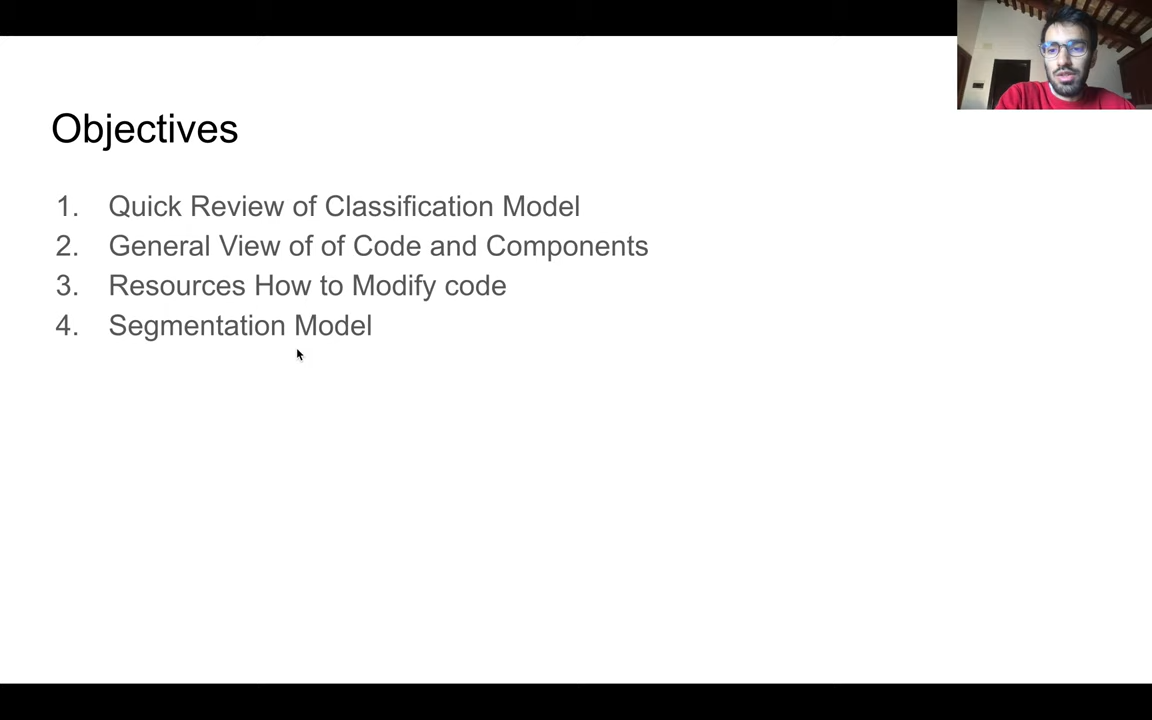 Objectives
1. Quick Review of Classification Model
2. General View of of Code and Components
3. Resources How to Modify code
4. Segmentation Model